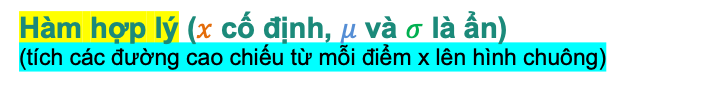 Hàm hợp lý (x cố định, μ và σ là ẩn)
(tích các đường cao chiếu từ mỗi điểm x lên hình chuông)